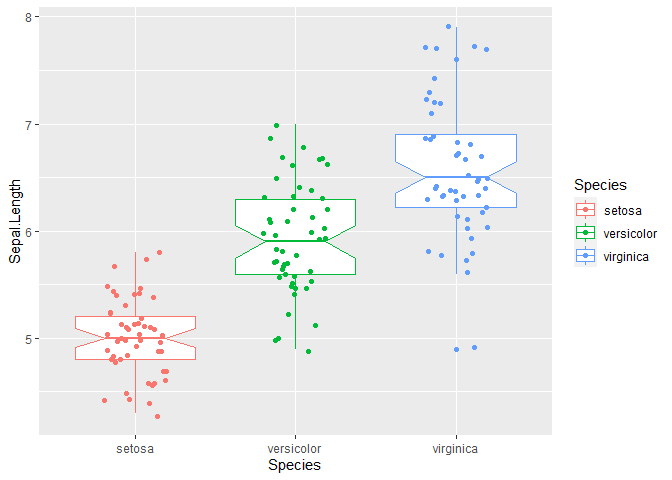 8
7
6
5
Sepal.Length
setosa
versicolor
virginica
Species
Species
setosa
versicolor
virginica